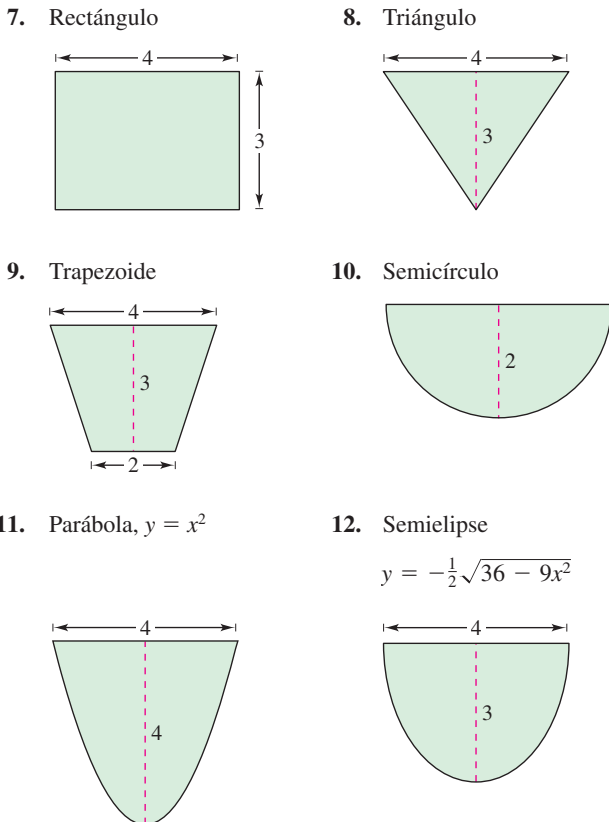 7. Rectángulo
4
3
8. Triángulo
4
3
9. Trapezoide
4
3
2
10. Semicírculo
2
11. Parábola, y = x²
4
4
12. Semielipse
y = −½√(36 − 9x²)
4
3